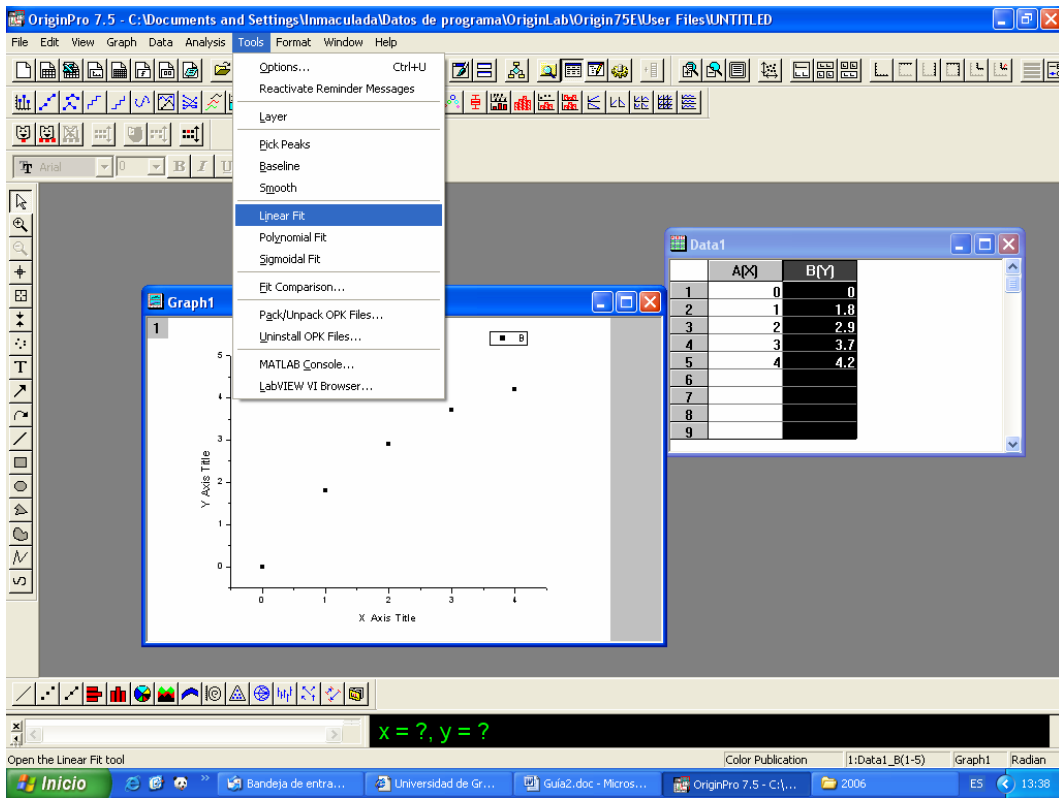 OriginPro 7.5 - C:\Documents and Settings\Inmaculada\Datos de programa\OriginLab\Origin75E\User Files\UNTITLED
File Edit View Graph Data Analysis Tools Format Window Help
Options... Ctrl+U
Reactivate Reminder Messages
Layer
Pick Peaks
Baseline
Smooth
Linear Fit
Polynomial Fit
Sigmoidal Fit
Fit Comparison...
Pack/Unpack OPK Files...
Uninstall OPK Files...
MATLAB Console...
LabVIEW VI Browser...
Arial 0 B I U
Graph1
1
B
5
4
3
2
1
0
Y Axis Title
0 1 2 3 4
X Axis Title
Data1
A(X) B(Y)
1 0 0
2 1 1.8
3 2 2.9
4 3 3.7
5 4 4.2
6
7
8
9
x = ?, y = ?
Open the Linear Fit tool Color Publication 1:Data1_B(1-5) Graph1 Radian
Inicio » Bandeja de entra... Universidad de Gr... Guía2.doc - Micros... OriginPro 7.5 - C:\... 2006 ES 13:38